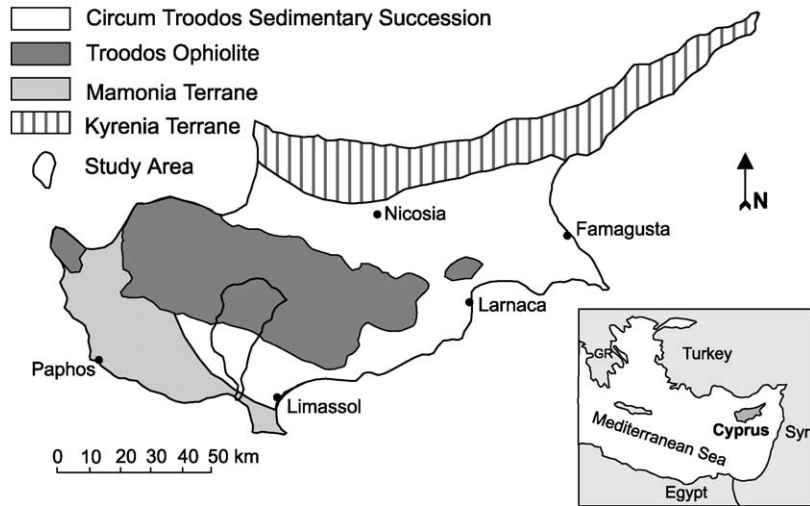 Circum Troodos Sedimentary Succession
Troodos Ophiolite
Mamonia Terrane
Kyrenia Terrane
Study Area
N
Nicosia
Famagusta
Larnaca
Paphos
Limassol
0 10 20 30 40 50 km
GR
Turkey
Cyprus
Syr
Mediterranean Sea
Egypt